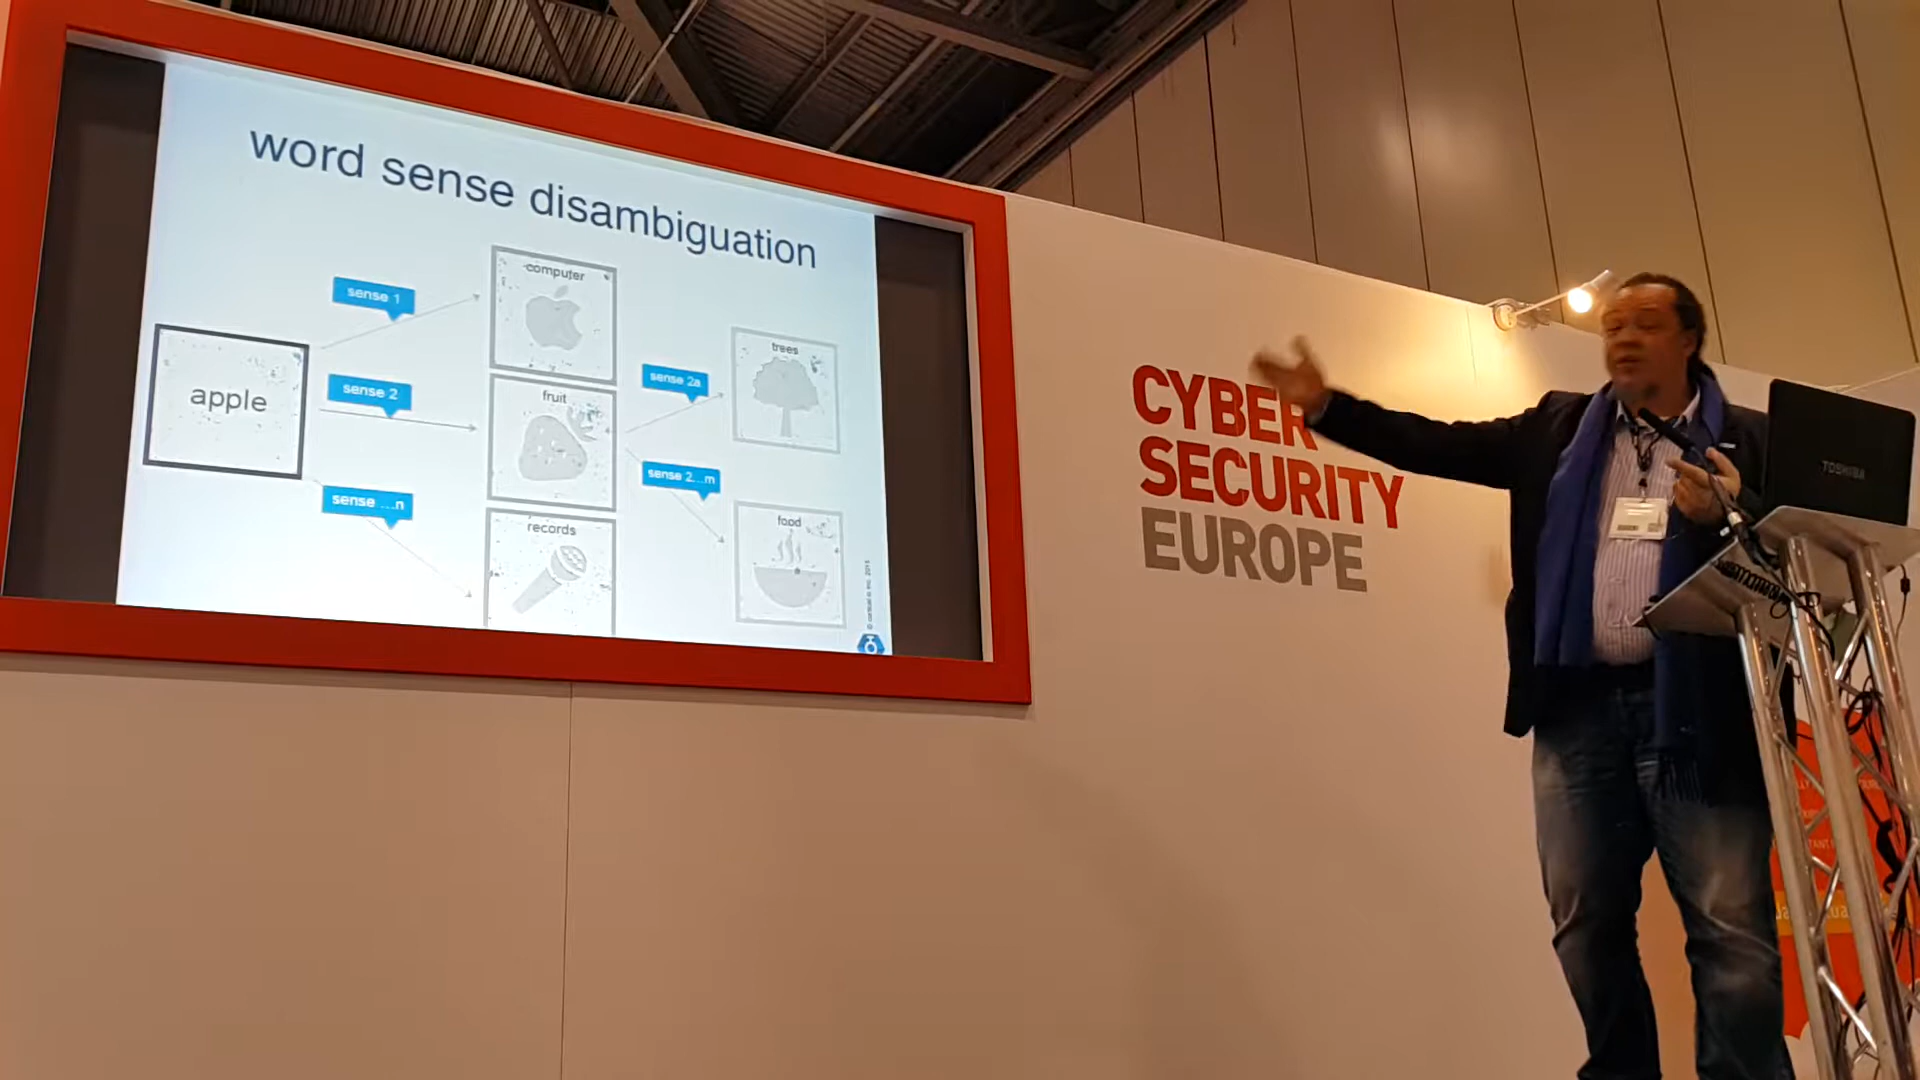 word sense disambiguation
computer
sense 1
trees
sense 2a
apple
sense 2
fruit
sense 2...m
sense ...n
records
food
CYBER
SECURITY
EUROPE
TOSHIBA